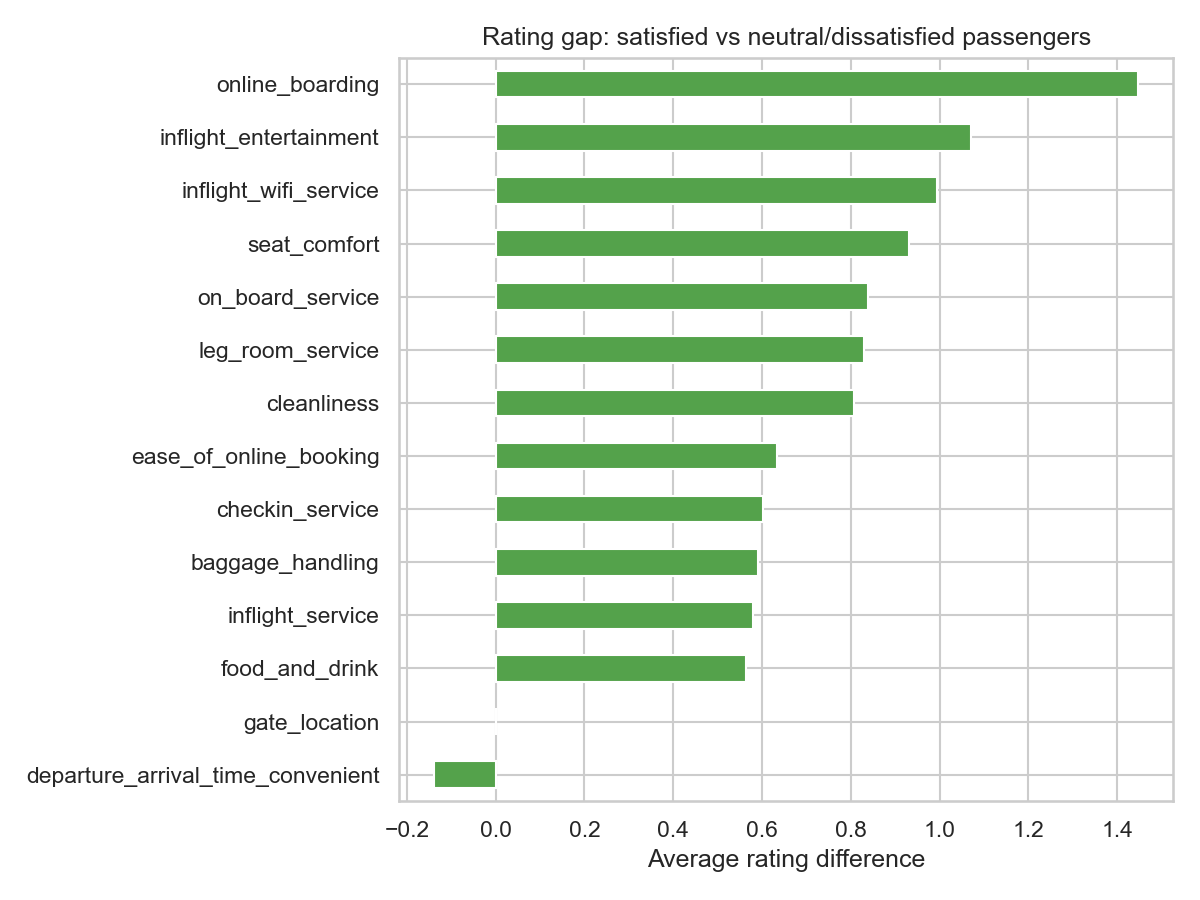 Rating gap: satisfied vs neutral/dissatisfied passengers
online_boarding
inflight_entertainment
inflight_wifi_service
seat_comfort
on_board_service
leg_room_service
cleanliness
ease_of_online_booking
checkin_service
baggage_handling
inflight_service
food_and_drink
gate_location
departure_arrival_time_convenient
−0.2 0.0 0.2 0.4 0.6 0.8 1.0 1.2 1.4
Average rating difference